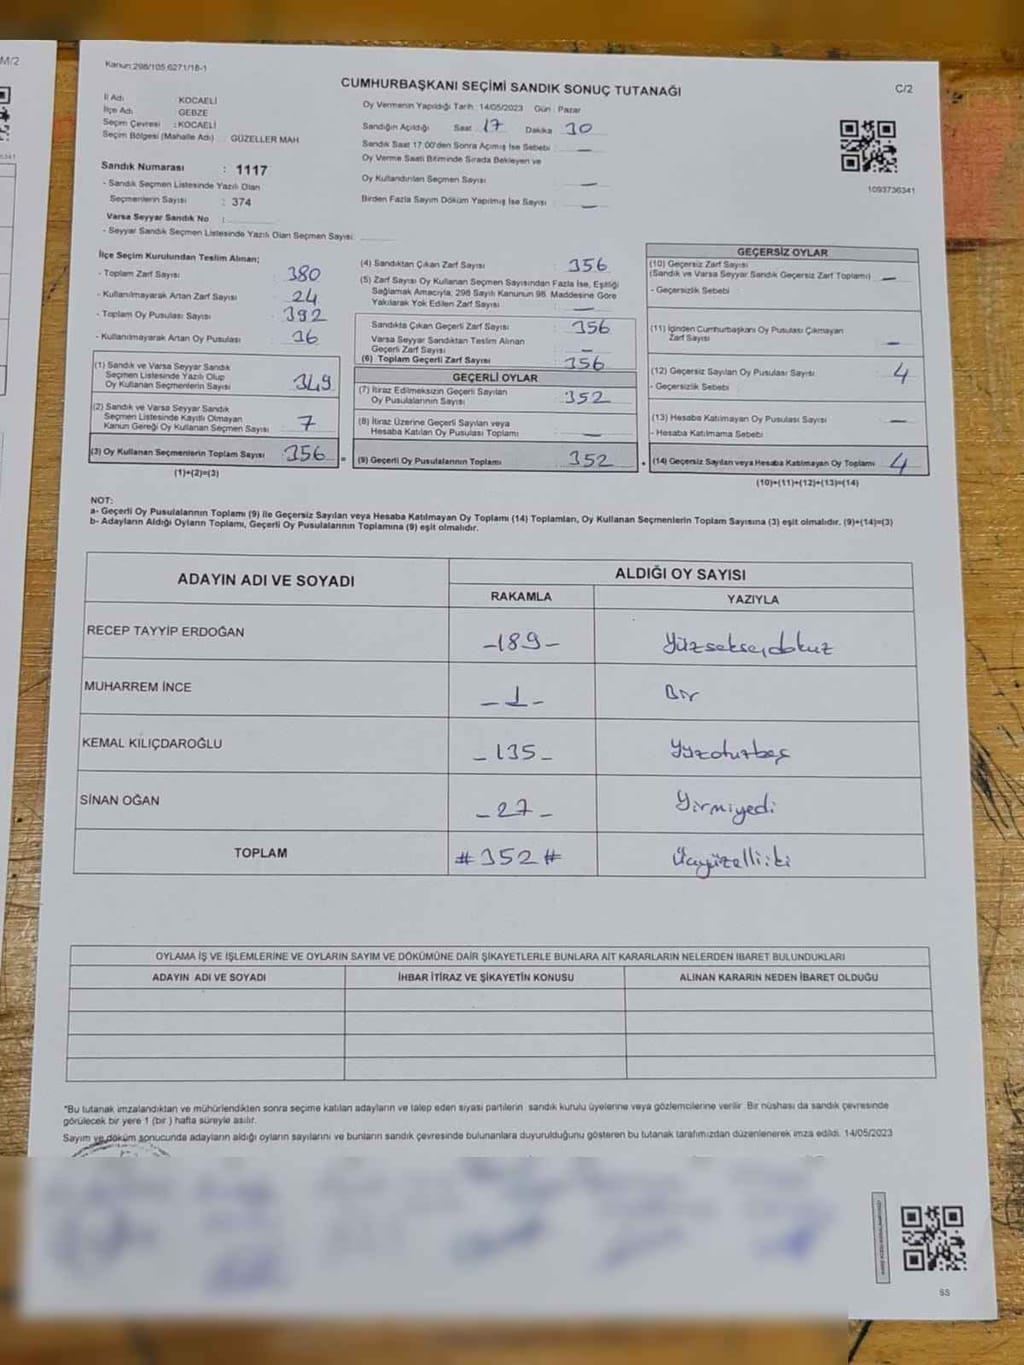 M/2
Kanun:298/105,6271/18-1
C/2
CUMHURBAŞKANI SEÇİMİ SANDIK SONUÇ TUTANAĞI
İl Adı KOCAELİ
İlçe Adı GEBZE
Seçim Çevresi : KOCAELİ
Seçim Bölgesi (Mahalle Adı) : GÜZELLER MAH
Sandık Numarası : 1117
- Sandık Seçmen Listesinde Yazılı Olan
Seçmenlerin Sayısı : 374
Varsa Seyyar Sandık No :
- Seyyar Sandık Seçmen Listesinde Yazılı Olan Seçmen Sayısı
Oy Vermenin Yapıldığı Tarih : 14/05/2023 Gün : Pazar
Sandığın Açıldığı Saat 17 Dakika 30
Sandık Saat 17.00'den Sonra Açımış İse Sebebi : —
Oy Verme Saati Bitiminde Sırada Bekleyen ve
Oy Kullandırılan Seçmen Sayısı : —
Birden Fazla Sayım Döküm Yapılmış İse Sayısı : —
1093736341
İlçe Seçim Kurulundan Teslim Alınan;
- Toplam Zarf Sayısı : 380
- Kullanılmayarak Artan Zarf Sayısı : 24
- Toplam Oy Pusulası Sayısı : 392
- Kullanılmayarak Artan Oy Pusulası : 36
(1) Sandık ve Varsa Seyyar Sandık
Seçmen Listesinde Yazılı Olup
Oy Kullanan Seçmenlerin Sayısı 349
(2) Sandık ve Varsa Seyyar Sandık
Seçmen Listesinde Kayıtlı Olmayan
Kanun Gereği Oy Kullanan Seçmen Sayısı 7
(3) Oy Kullanan Seçmenlerin Toplam Sayısı 356
(1)+(2)=(3)
(4) Sandıktan Çıkan Zarf Sayısı : 356
(5) Zarf Sayısı Oy Kullanan Seçmen Sayısından Fazla İse, Eşitliği
Sağlamak Amacıyla, 298 Sayılı Kanunun 98. Maddesine Göre
Yakılarak Yok Edilen Zarf Sayısı : —
Sandıkta Çıkan Geçerli Zarf Sayısı : 356
Varsa Seyyar Sandıktan Teslim Alınan
Geçerli Zarf Sayısı : —
(6) Toplam Geçerli Zarf Sayısı : 356
GEÇERLİ OYLAR
(7) İtiraz Edilmeksizin Geçerli Sayılan
Oy Pusulalarının Sayısı : 352
(8) İtiraz Üzerine Geçerli Sayılan veya
Hesaba Katılan Oy Pusulası Toplamı : —
= (9) Geçerli Oy Pusulalarının Toplamı : 352
GEÇERSİZ OYLAR
(10) Geçersiz Zarf Sayısı
(Sandık ve Varsa Seyyar Sandık Geçersiz Zarf Toplamı) —
- Geçersizlik Sebebi :
(11) İçinden Cumhurbaşkanı Oy Pusulası Çıkmayan
Zarf Sayısı : —
(12) Geçersiz Sayılan Oy Pusulası Sayısı : 4
- Geçersizlik Sebebi :
(13) Hesaba Katılmayan Oy Pusulası Sayısı : —
- Hesaba Katılmama Sebebi :
+ (14) Geçersiz Sayılan veya Hesaba Katılmayan Oy Toplamı : 4
(10)+(11)+(12)+(13)=(14)
NOT:
a- Geçerli Oy Pusulalarının Toplamı (9) ile Geçersiz Sayılan veya Hesaba Katılmayan Oy Toplamı (14) Toplamları, Oy Kullanan Seçmenlerin Toplam Sayısına (3) eşit olmalıdır. (9)+(14)=(3)
b- Adayların Aldığı Oyların Toplamı, Geçerli Oy Pusulalarının Toplamına (9) eşit olmalıdır.
ADAYIN ADI VE SOYADI
ALDIĞI OY SAYISI
RAKAMLA YAZIYLA
RECEP TAYYİP ERDOĞAN –189– Yüzseksendokuz
MUHARREM İNCE –1– Bir
KEMAL KILIÇDAROĞLU –135– Yüzoturbeş
SİNAN OĞAN –27– Yirmiyedi
TOPLAM #352# Üçyüzelliiki
OYLAMA İŞ VE İŞLEMLERİNE VE OYLARIN SAYIM VE DÖKÜMÜNE DAİR ŞİKAYETLERLE BUNLARA AİT KARARLARIN NELERDEN İBARET BULUNDUKLARI
ADAYIN ADI VE SOYADI İHBAR İTİRAZ VE ŞİKAYETİN KONUSU ALINAN KARARIN NEDEN İBARET OLDUĞU
*Bu tutanak imzalandıktan ve mühürlendikten sonra seçime katılan adayların ve talep eden siyasi partilerin sandık kurulu üyelerine veya gözlemcilerine verilir. Bir nüshası da sandık çevresinde
görülecek bir yere 1 (bir ) hafta süreyle asılır.
Sayım ve döküm sonucunda adayların aldığı oyların sayılarını ve bunların sandık çevresinde bulunanlara duyurulduğunu gösteren bu tutanak tarafımızdan düzenlenerek imza edildi. 14/05/2023
SS